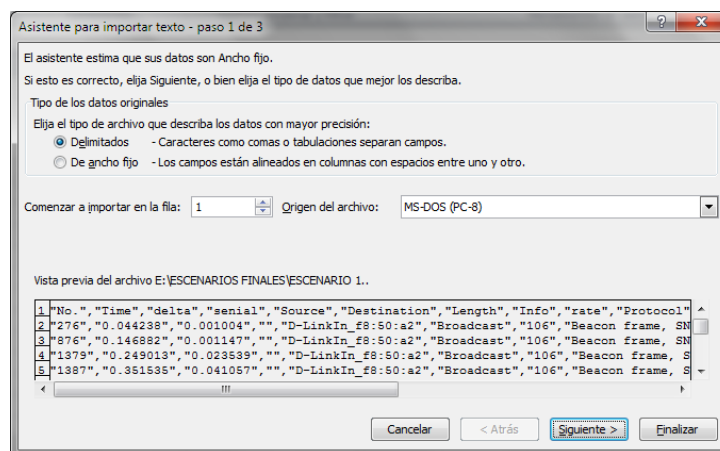 Asistente para importar texto - paso 1 de 3
El asistente estima que sus datos son Ancho fijo.
Si esto es correcto, elija Siguiente, o bien elija el tipo de datos que mejor los describa.
Tipo de los datos originales
Elija el tipo de archivo que describa los datos con mayor precisión:
Delimitados - Caracteres como comas o tabulaciones separan campos.
De ancho fijo - Los campos están alineados en columnas con espacios entre uno y otro.
Comenzar a importar en la fila: 1 Origen del archivo: MS-DOS (PC-8)
Vista previa del archivo E:\ESCENARIOS FINALES\ESCENARIO 1..
1 "No.","Time","delta","senial","Source","Destination","Length","Info","rate","Protocol"
2 "276","0.044238","0.001004","","D-LinkIn_f8:50:a2","Broadcast","106","Beacon frame, SN
3 "876","0.146882","0.001147","","D-LinkIn_f8:50:a2","Broadcast","106","Beacon frame, SN
4 "1379","0.249013","0.023539","","D-LinkIn_f8:50:a2","Broadcast","106","Beacon frame, S
5 "1387","0.351535","0.041057","","D-LinkIn_f8:50:a2","Broadcast","106","Beacon frame, S
Cancelar < Atrás Siguiente > Finalizar